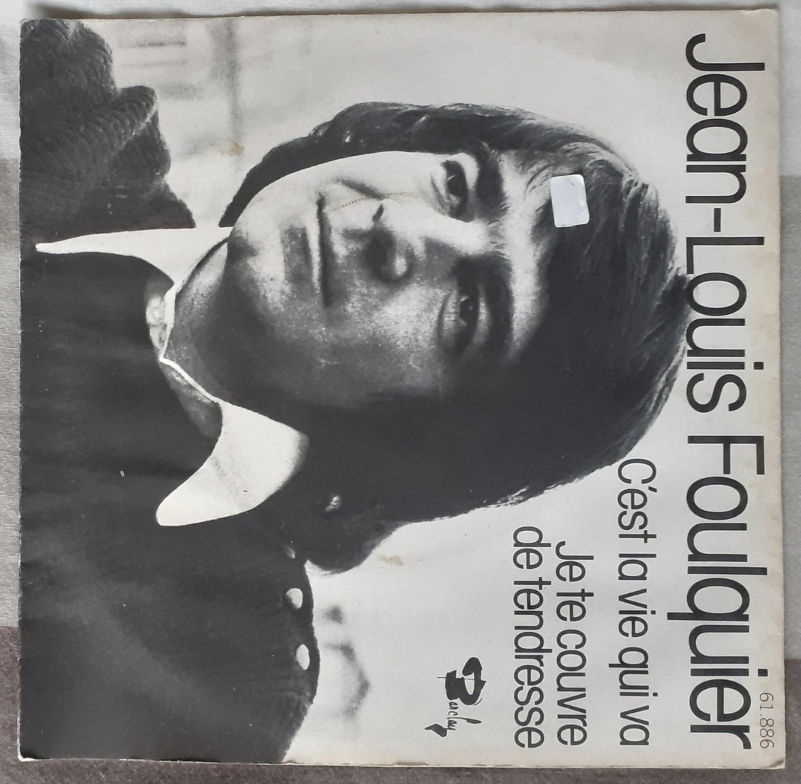 61.886
Jean-Louis Foulquier
C'est la vie qui va
Je te couvre
de tendresse
Barclay